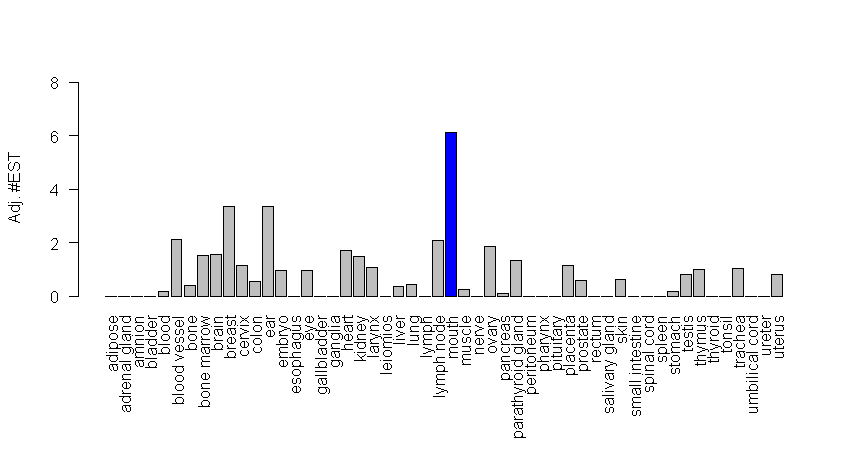 8
6
4
2
0
Adj. #EST
adipose
adrenal gland
amnion
bladder
blood
blood vessel
bone
bone marrow
brain
breast
cervix
colon
ear
embryo
esophagus
eye
gallbladder
ganglia
heart
kidney
larynx
leiomios
liver
lung
lymph
lymph node
mouth
muscle
nerve
ovary
pancreas
parathyroid gland
peritoneum
pharynx
pituitary
placenta
prostate
rectum
salivary gland
skin
small intestine
spinal cord
spleen
stomach
testis
thymus
thyroid
tonsil
trachea
umbilical cord
ureter
uterus